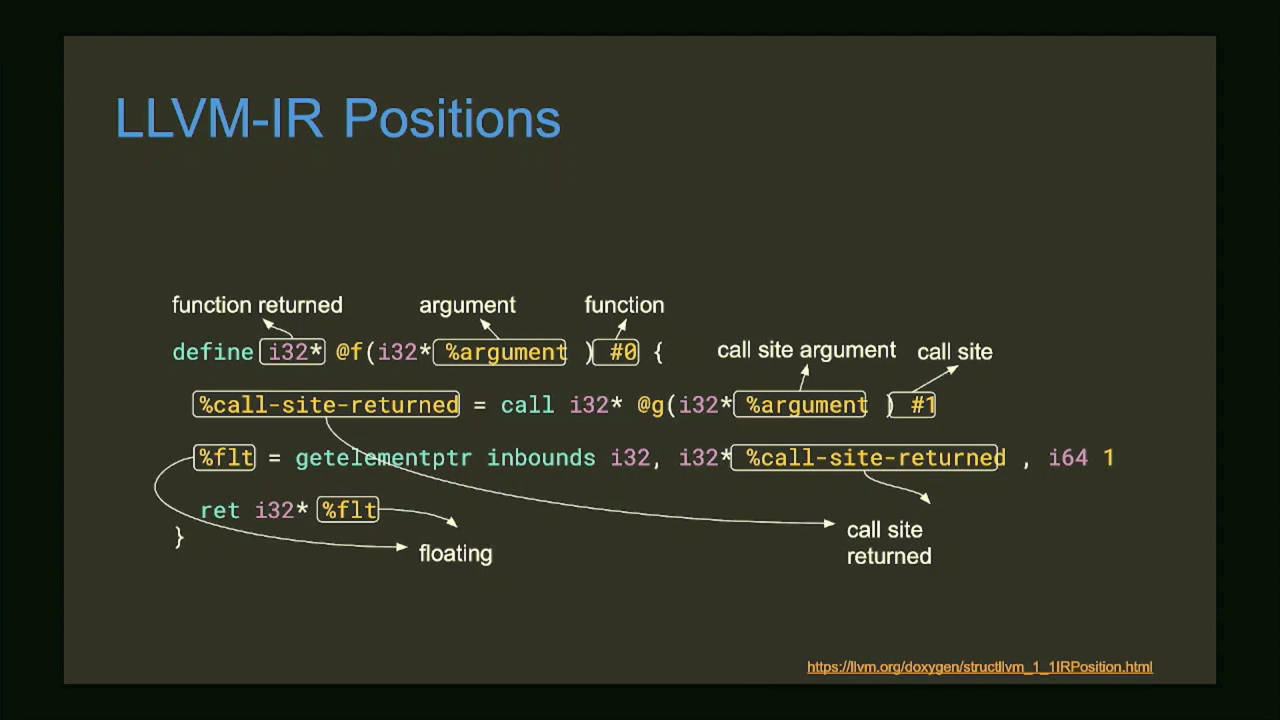 LLVM-IR Positions
function returned argument function
define i32* @f(i32* %argument ) #0 {
call site argument call site
%call-site-returned = call i32* @g(i32* %argument ) #1
%flt = getelementptr inbounds i32, i32* %call-site-returned , i64 1
ret i32* %flt
}
floating
call site
returned
https://llvm.org/doxygen/structllvm_1_1IRPosition.html